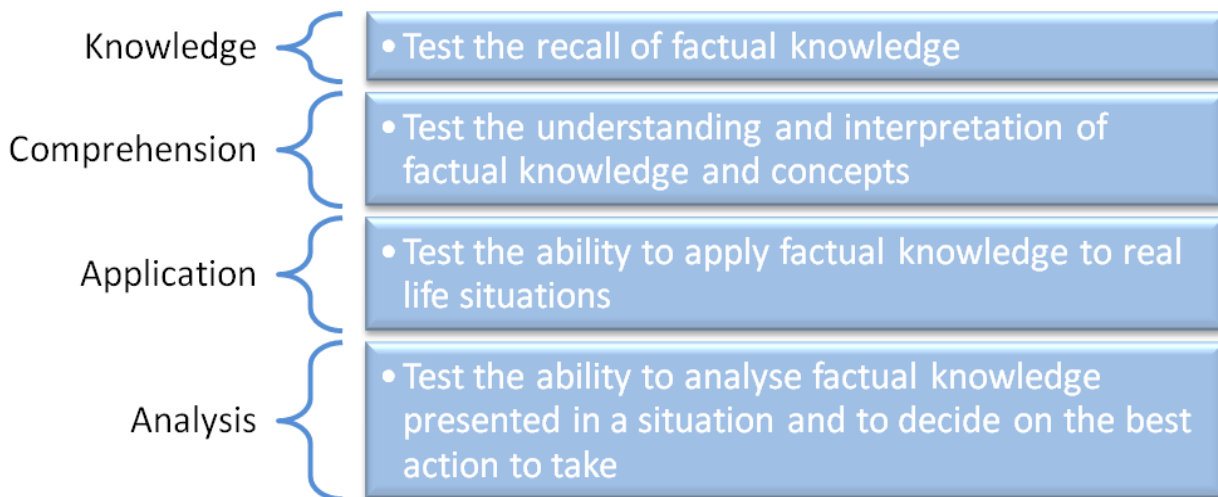 Knowledge
• Test the recall of factual knowledge
Comprehension
• Test the understanding and interpretation of
factual knowledge and concepts
Application
• Test the ability to apply factual knowledge to real
life situations
Analysis
• Test the ability to analyse factual knowledge
presented in a situation and to decide on the best
action to take